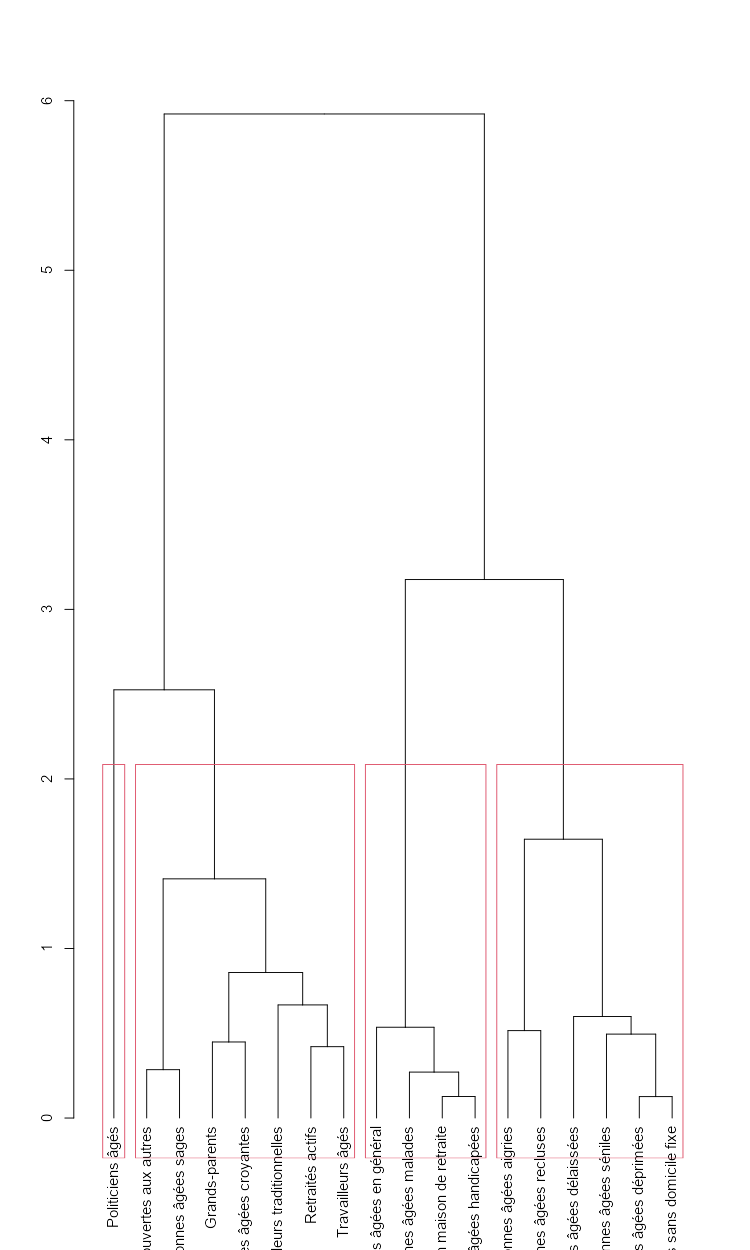 6
5
4
3
2
1
0
Politiciens âgés
ouvertes aux autres
onnes âgées sages
Grands-parents
es âgées croyantes
leurs traditionnelles
Retraités actifs
Travailleurs âgés
s âgées en général
nes âgées malades
n maison de retraite
âgées handicapées
onnes âgées aigries
nes âgées recluses
s âgées délaissées
nnes âgées séniles
s âgées déprimées
s sans domicile fixe